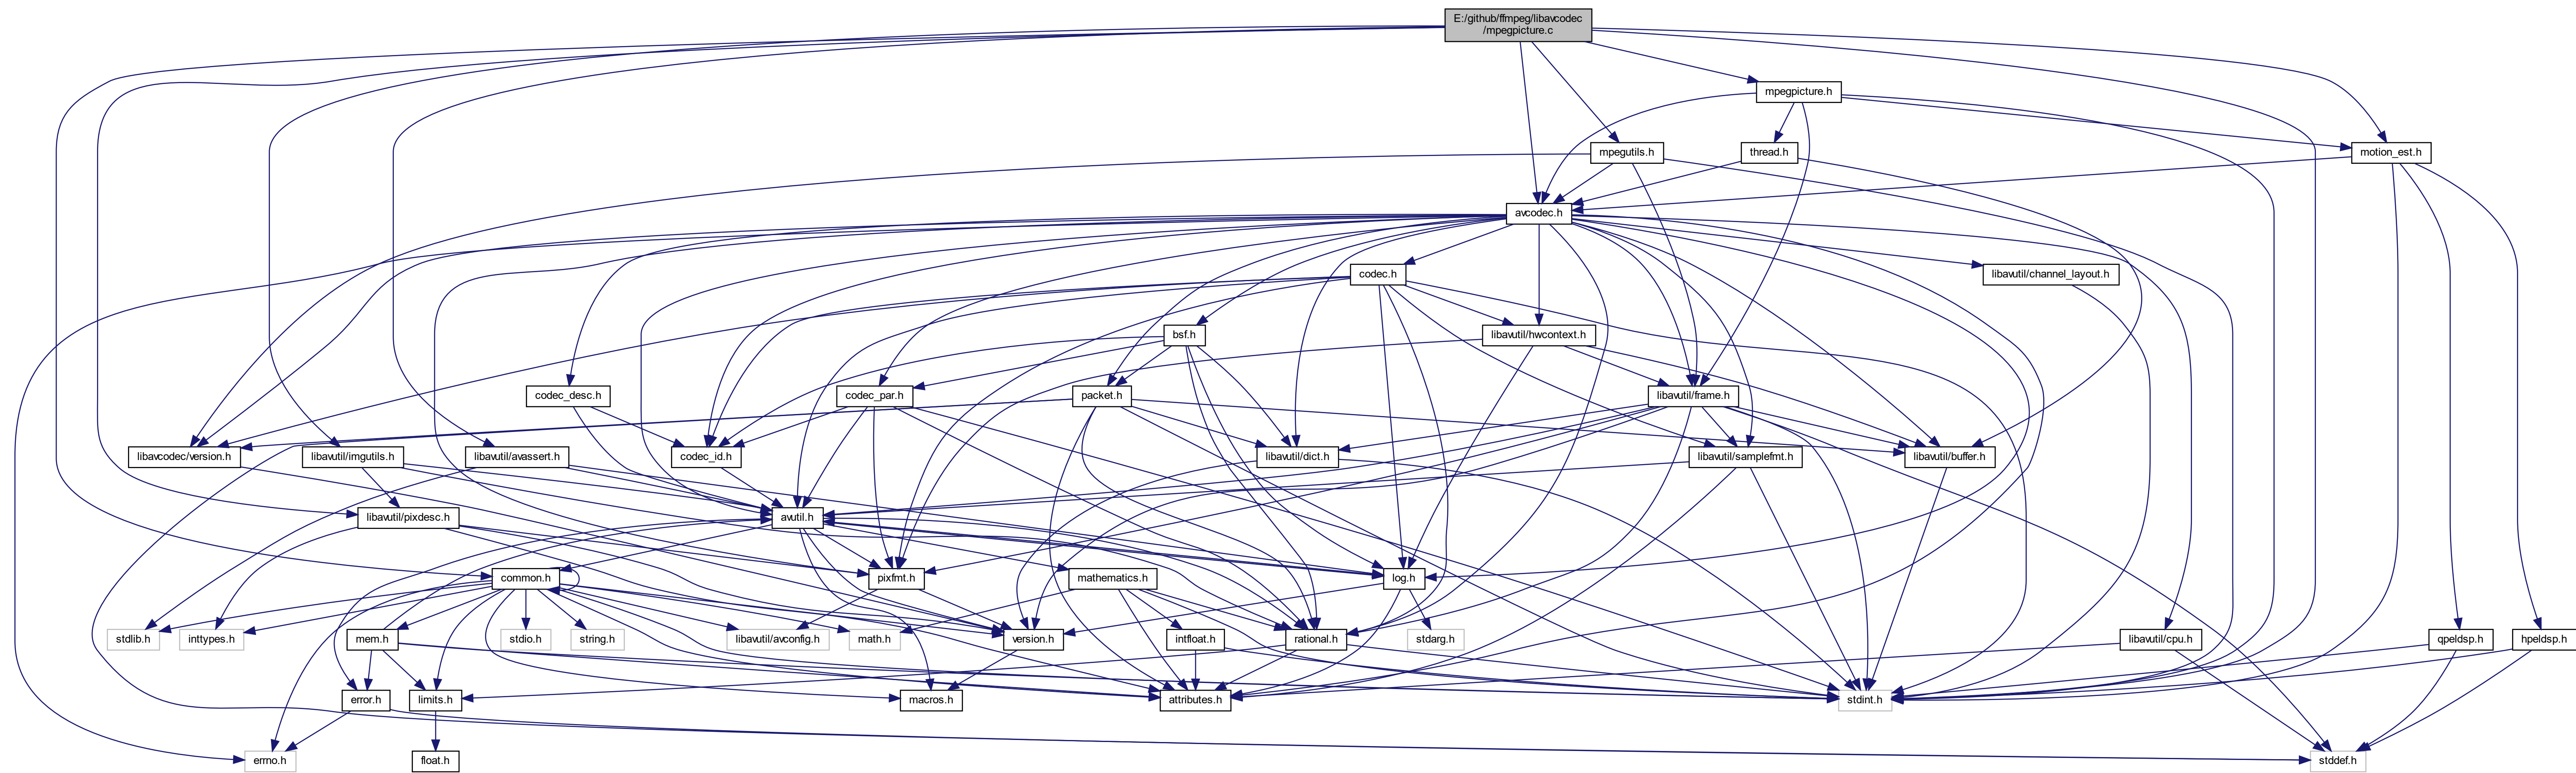 E:/github/ffmpeg/libavcodec
/mpegpicture.c
mpegpicture.h
mpegutils.h
thread.h
motion_est.h
avcodec.h
codec.h
libavutil/channel_layout.h
bsf.h
libavutil/hwcontext.h
codec_desc.h
codec_par.h
packet.h
libavutil/frame.h
libavcodec/version.h
libavutil/imgutils.h
libavutil/avassert.h
codec_id.h
libavutil/dict.h
libavutil/samplefmt.h
libavutil/buffer.h
libavutil/pixdesc.h
avutil.h
common.h
pixfmt.h
mathematics.h
log.h
stdlib.h
inttypes.h
mem.h
stdio.h
string.h
libavutil/avconfig.h
math.h
version.h
intfloat.h
rational.h
stdarg.h
libavutil/cpu.h
qpeldsp.h
hpeldsp.h
error.h
limits.h
macros.h
attributes.h
stdint.h
errno.h
float.h
stddef.h